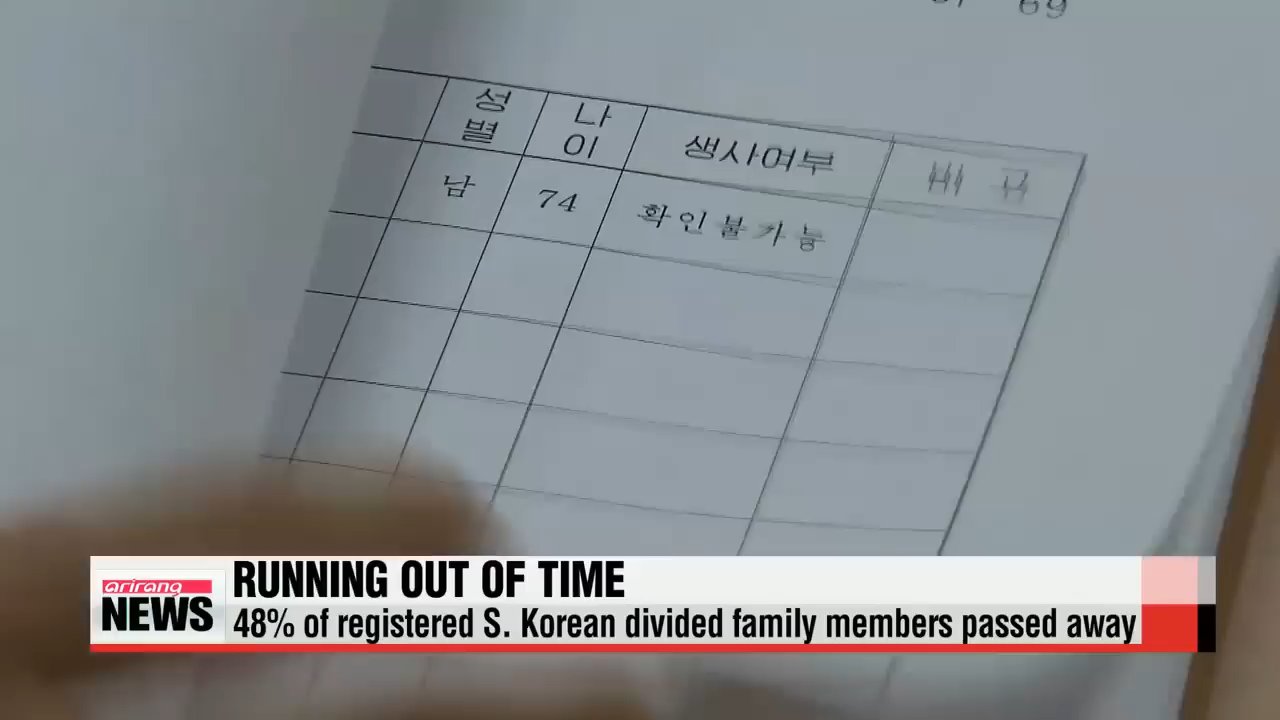 69
성별
나이
생사여부
비 고
남
74
확인불가능
arirang
NEWS
RUNNING OUT OF TIME
48% of registered S. Korean divided family members passed away